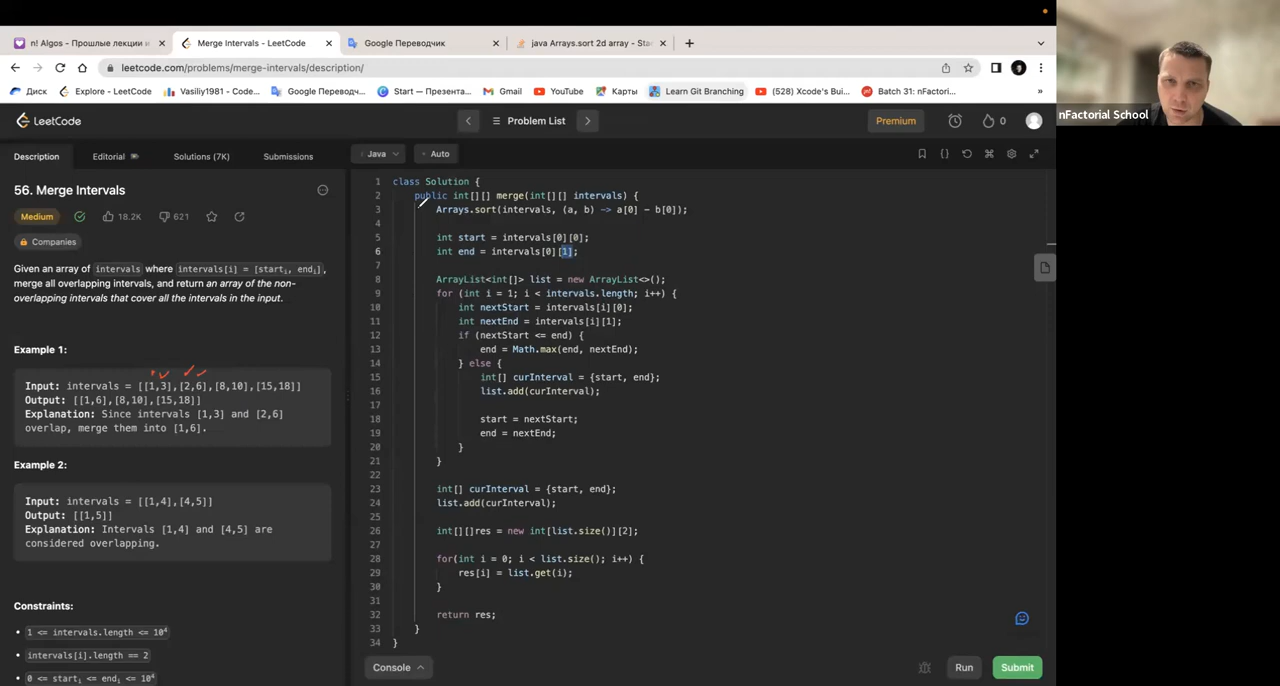 n! Algos - Прошлые лекции и
Merge Intervals - LeetCode
Google Переводчик
java Arrays.sort 2d array - Sta
leetcode.com/problems/merge-intervals/description/
Диск
Explore - LeetCode
Vasiliy1981 - Code...
Google Переводч...
Start — Презента...
Gmail
YouTube
Карты
Learn Git Branching
(528) Xcode's Bui...
Batch 31: nFactorial...
»
nFactorial School
LeetCode
Problem List
Premium
0
Description
Editorial
Solutions (7K)
Submissions
Java
Auto
56. Merge Intervals
Medium
18.2K
621
Companies
Given an array of intervals where intervals[i] = [starti, endi],
merge all overlapping intervals, and return an array of the non-
overlapping intervals that cover all the intervals in the input.
Example 1:
Input: intervals = [[1,3],[2,6],[8,10],[15,18]]
Output: [[1,6],[8,10],[15,18]]
Explanation: Since intervals [1,3] and [2,6]
overlap, merge them into [1,6].
Example 2:
Input: intervals = [[1,4],[4,5]]
Output: [[1,5]]
Explanation: Intervals [1,4] and [4,5] are
considered overlapping.
Constraints:
• 1 <= intervals.length <= 10⁴
• intervals[i].length == 2
• 0 <= starti <= endi <= 10⁴
1 class Solution {
2 public int[][] merge(int[][] intervals) {
3 Arrays.sort(intervals, (a, b) -> a[0] - b[0]);
4
5 int start = intervals[0][0];
6 int end = intervals[0][1];
7
8 ArrayList<int[]> list = new ArrayList<>();
9 for (int i = 1; i < intervals.length; i++) {
10 int nextStart = intervals[i][0];
11 int nextEnd = intervals[i][1];
12 if (nextStart <= end) {
13 end = Math.max(end, nextEnd);
14 } else {
15 int[] curInterval = {start, end};
16 list.add(curInterval);
17
18 start = nextStart;
19 end = nextEnd;
20 }
21 }
22
23 int[] curInterval = {start, end};
24 list.add(curInterval);
25
26 int[][]res = new int[list.size()][2];
27
28 for(int i = 0; i < list.size(); i++) {
29 res[i] = list.get(i);
30 }
31
32 return res;
33 }
34 }
Console
Run
Submit